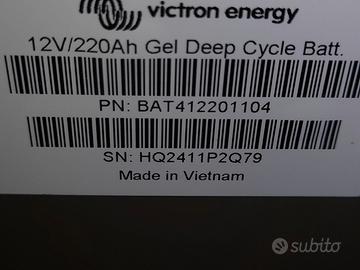 victron energy
12V/220Ah Gel Deep Cycle Batt.
PN: BAT412201104
SN: HQ2411P2Q79
Made in Vietnam
subito